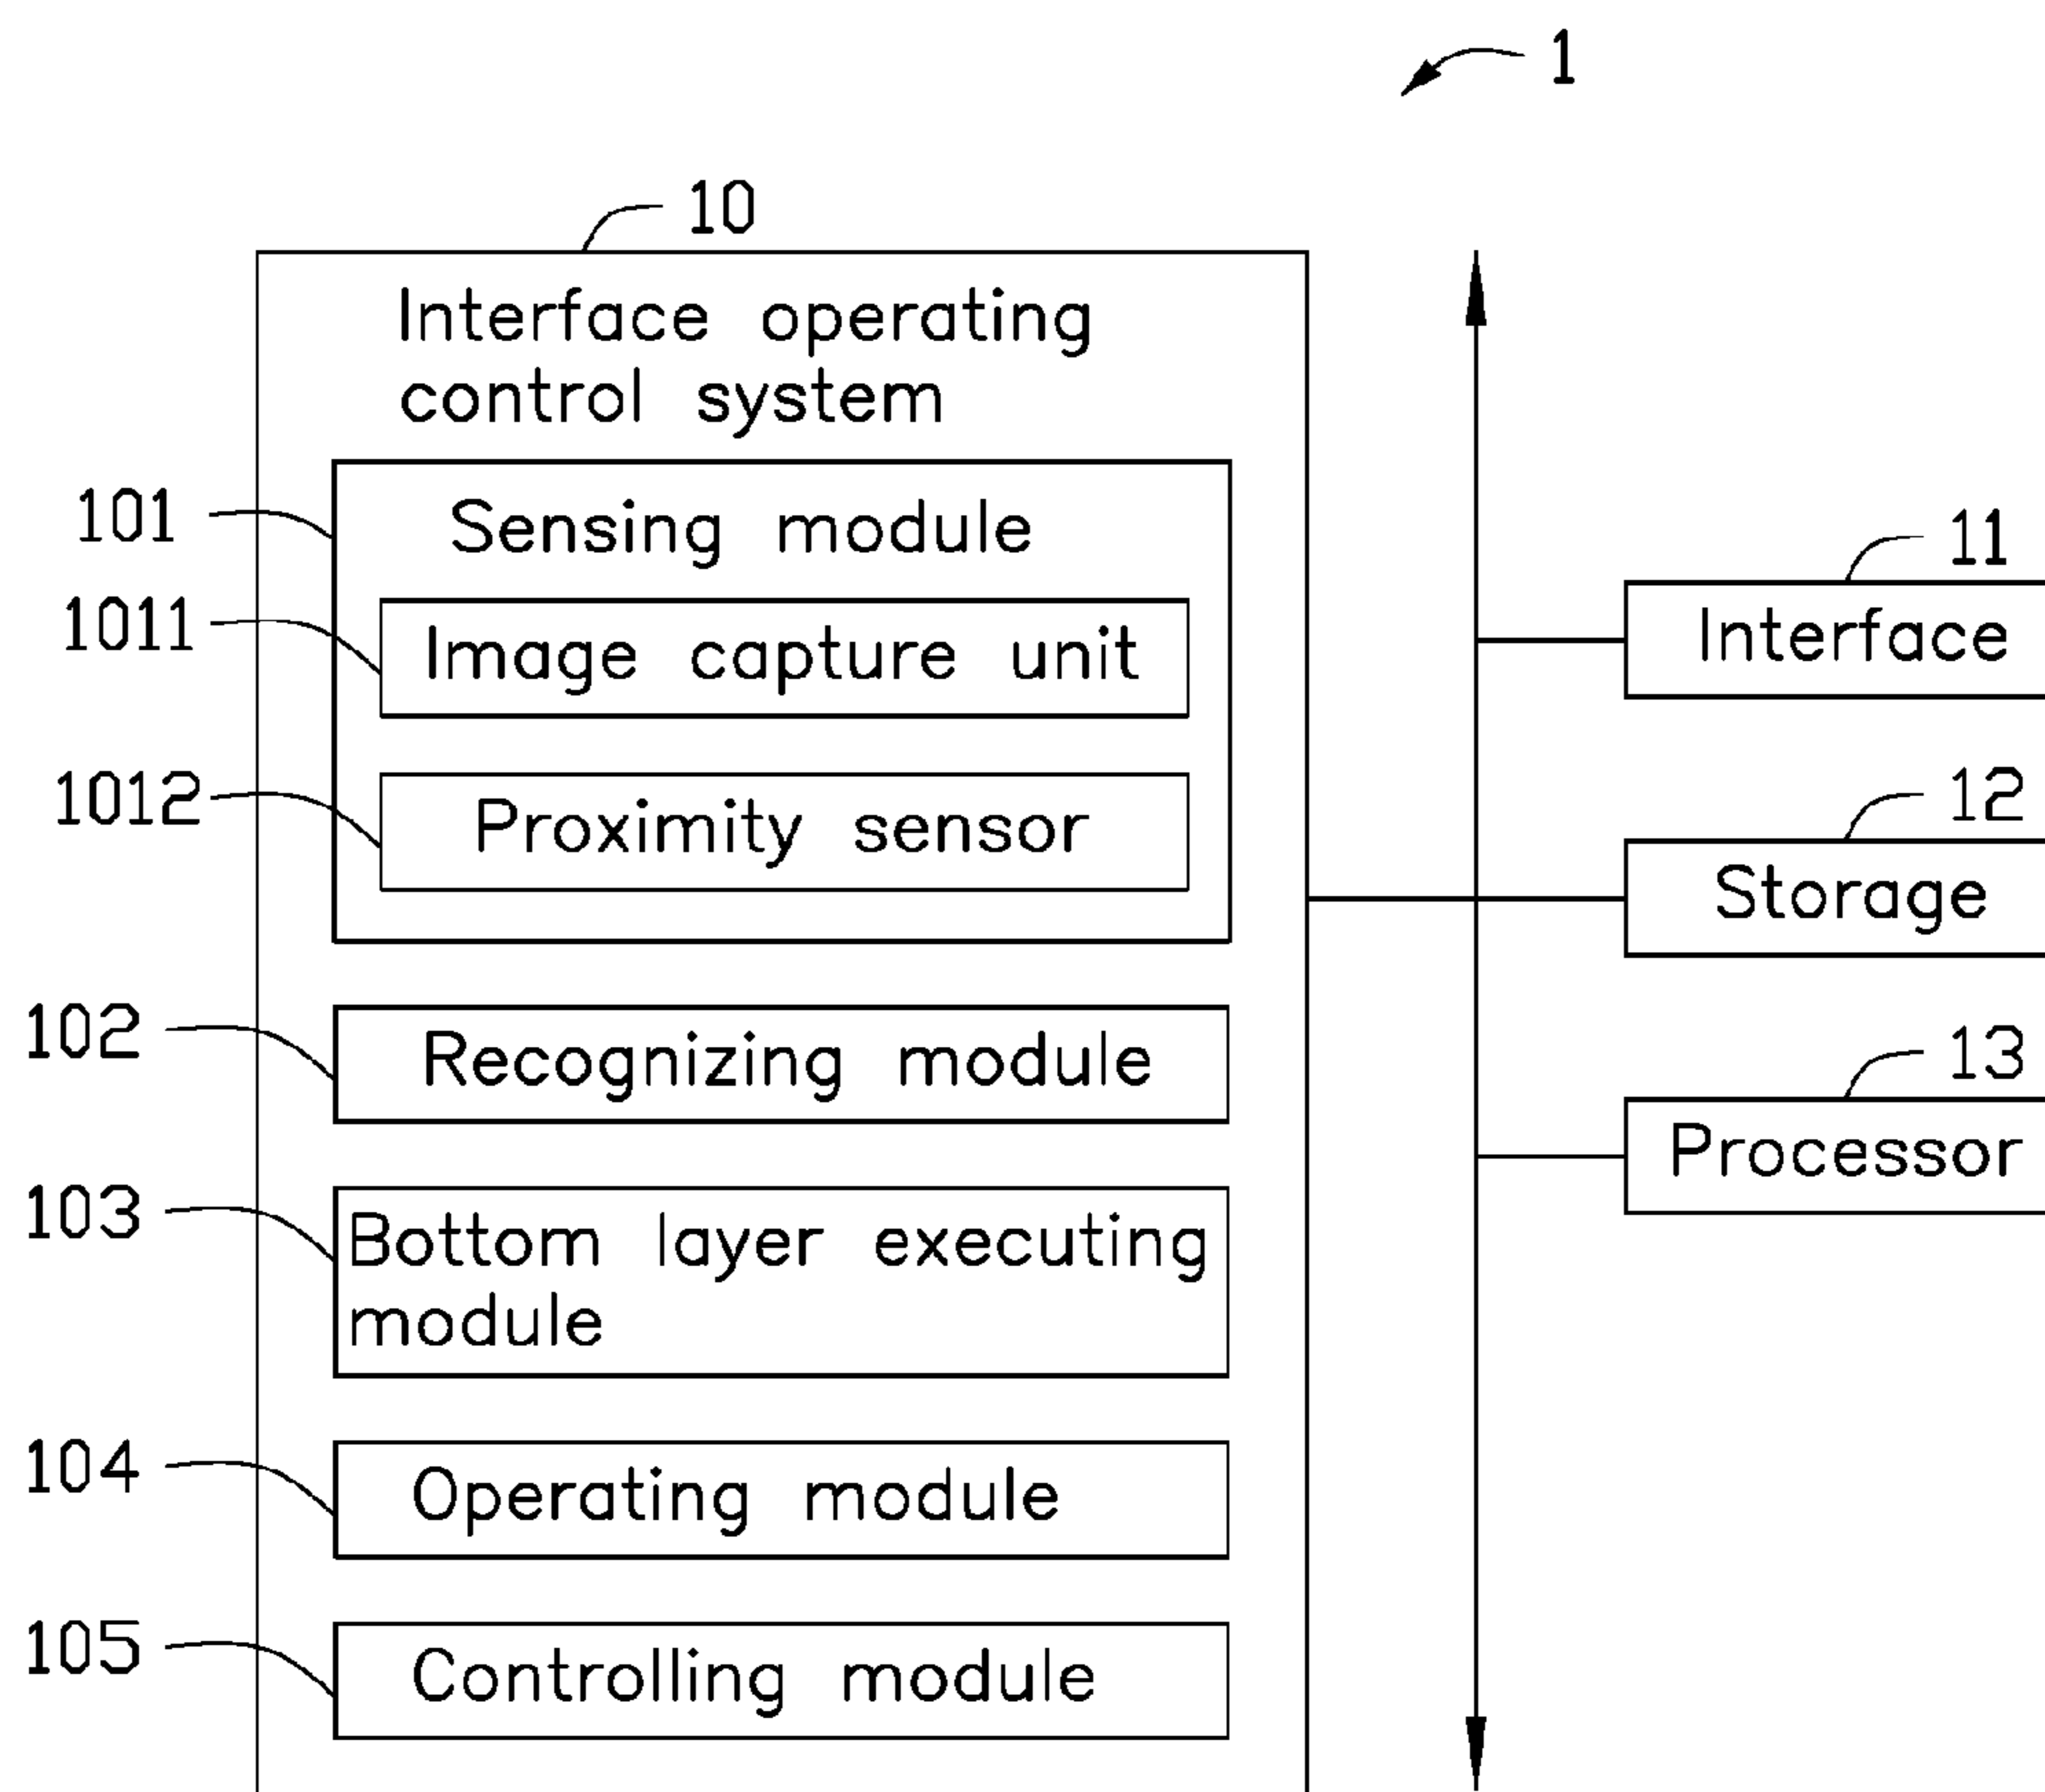 1
10
Interface operating
control system
101
Sensing module
1011
Image capture unit
1012
Proximity sensor
102
Recognizing module
103
Bottom layer executing
module
104
Operating module
105
Controlling module
11
Interface
12
Storage
13
Processor